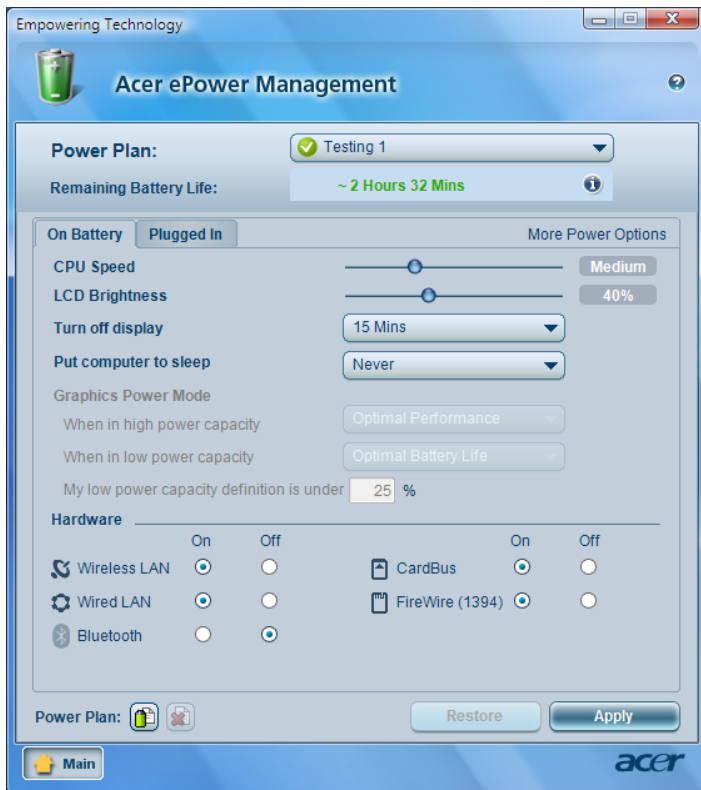 Empowering Technology
Acer ePower Management
Power Plan: Testing 1
Remaining Battery Life: ~ 2 Hours 32 Mins
On Battery Plugged In More Power Options
CPU Speed Medium
LCD Brightness 40%
Turn off display 15 Mins
Put computer to sleep Never
Graphics Power Mode
When in high power capacity Optimal Performance
When in low power capacity Optimal Battery Life
My low power capacity definition is under 25 %
Hardware
On Off On Off
Wireless LAN CardBus
Wired LAN FireWire (1394)
Bluetooth
Power Plan: Restore Apply
Main acer